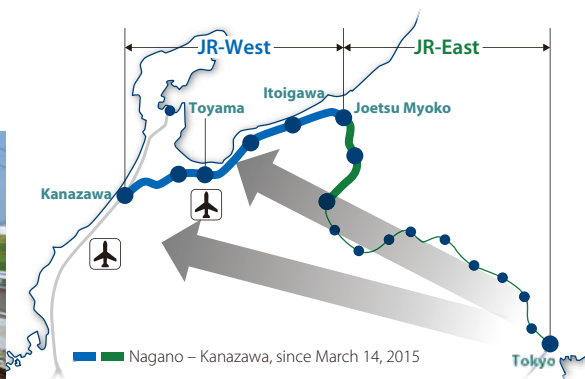 JR-West
JR-East
Itoigawa
Toyama
Joetsu Myoko
Kanazawa
Nagano – Kanazawa, since March 14, 2015
Tokyo